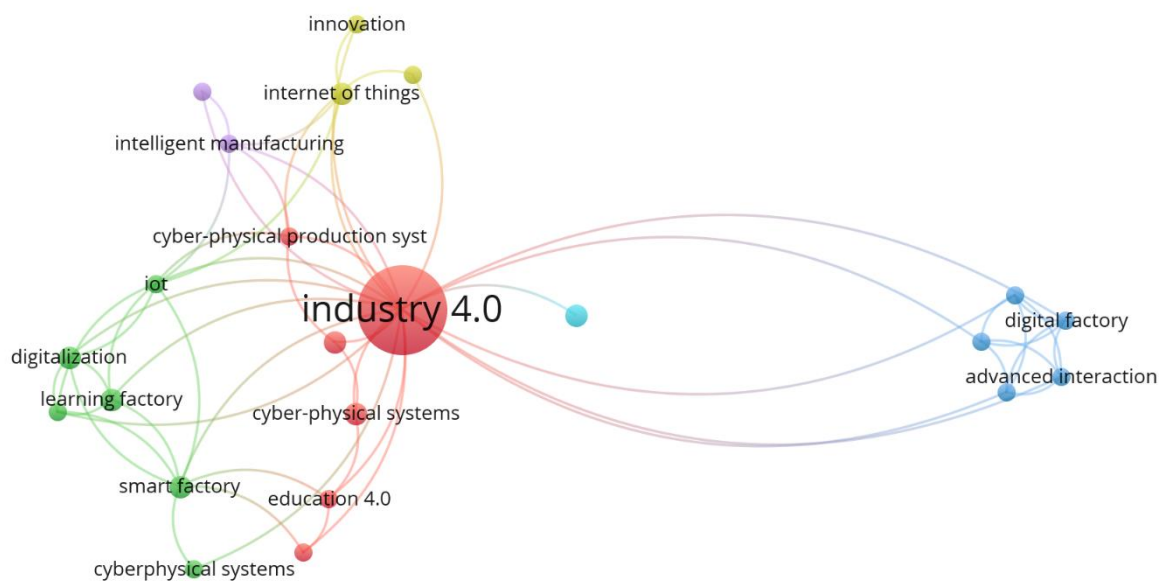 innovation
internet of things
intelligent manufacturing
cyber-physical production syst
iot
industry 4.0
digital factory
digitalization
advanced interaction
learning factory
cyber-physical systems
smart factory
education 4.0
cyberphysical systems